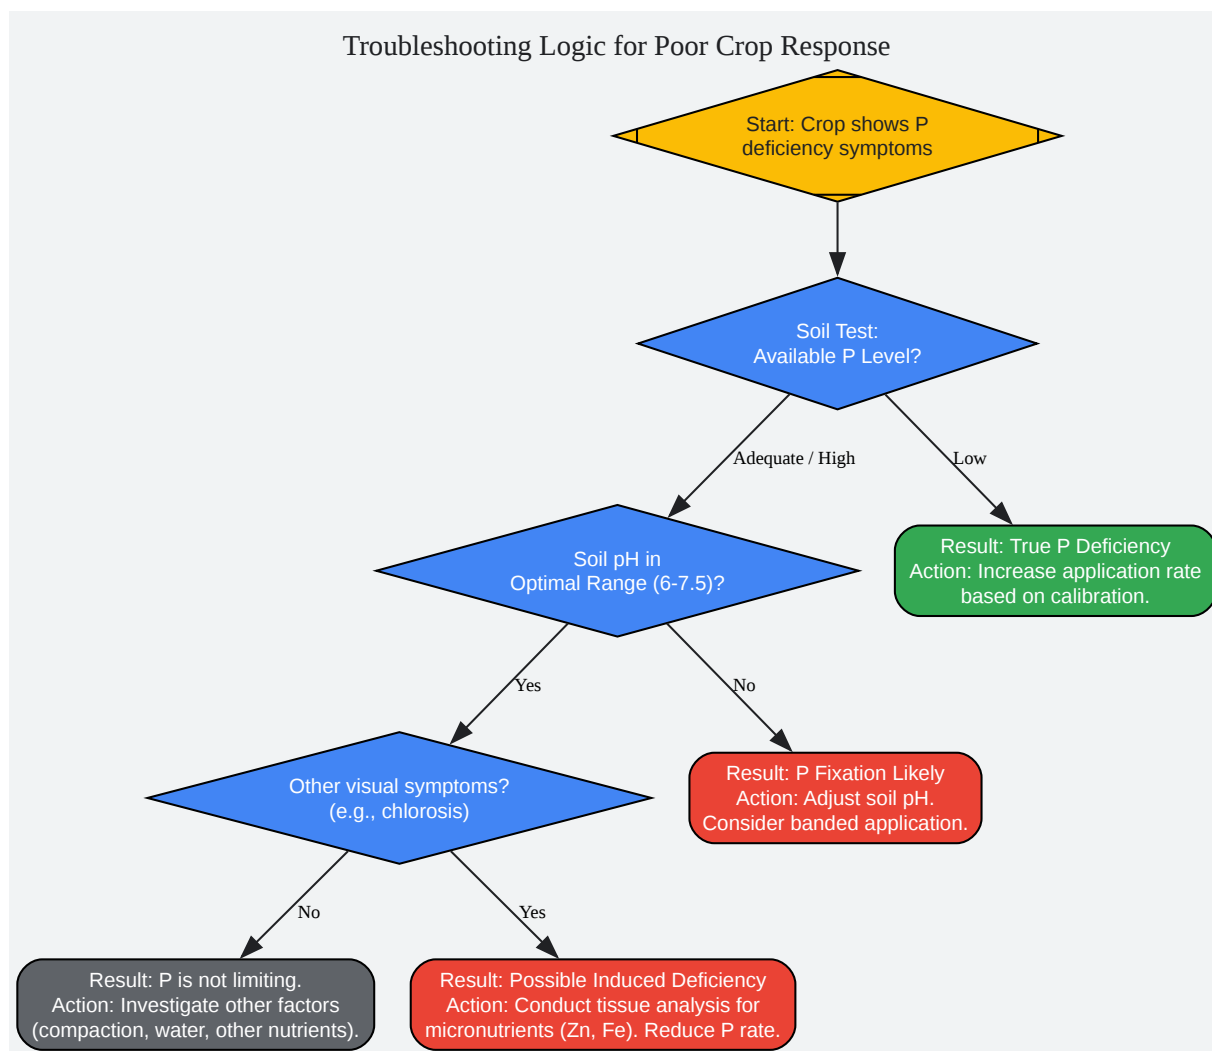 Troubleshooting Logic for Poor Crop Response
Start: Crop shows P
deficiency symptoms
Soil Test:
Available P Level?
Adequate / High
Low
Soil pH in
Optimal Range (6-7.5)?
Result: True P Deficiency
Action: Increase application rate
based on calibration.
Yes
No
Other visual symptoms?
(e.g., chlorosis)
Result: P Fixation Likely
Action: Adjust soil pH.
Consider banded application.
No
Yes
Result: P is not limiting.
Action: Investigate other factors
(compaction, water, other nutrients).
Result: Possible Induced Deficiency
Action: Conduct tissue analysis for
micronutrients (Zn, Fe). Reduce P rate.